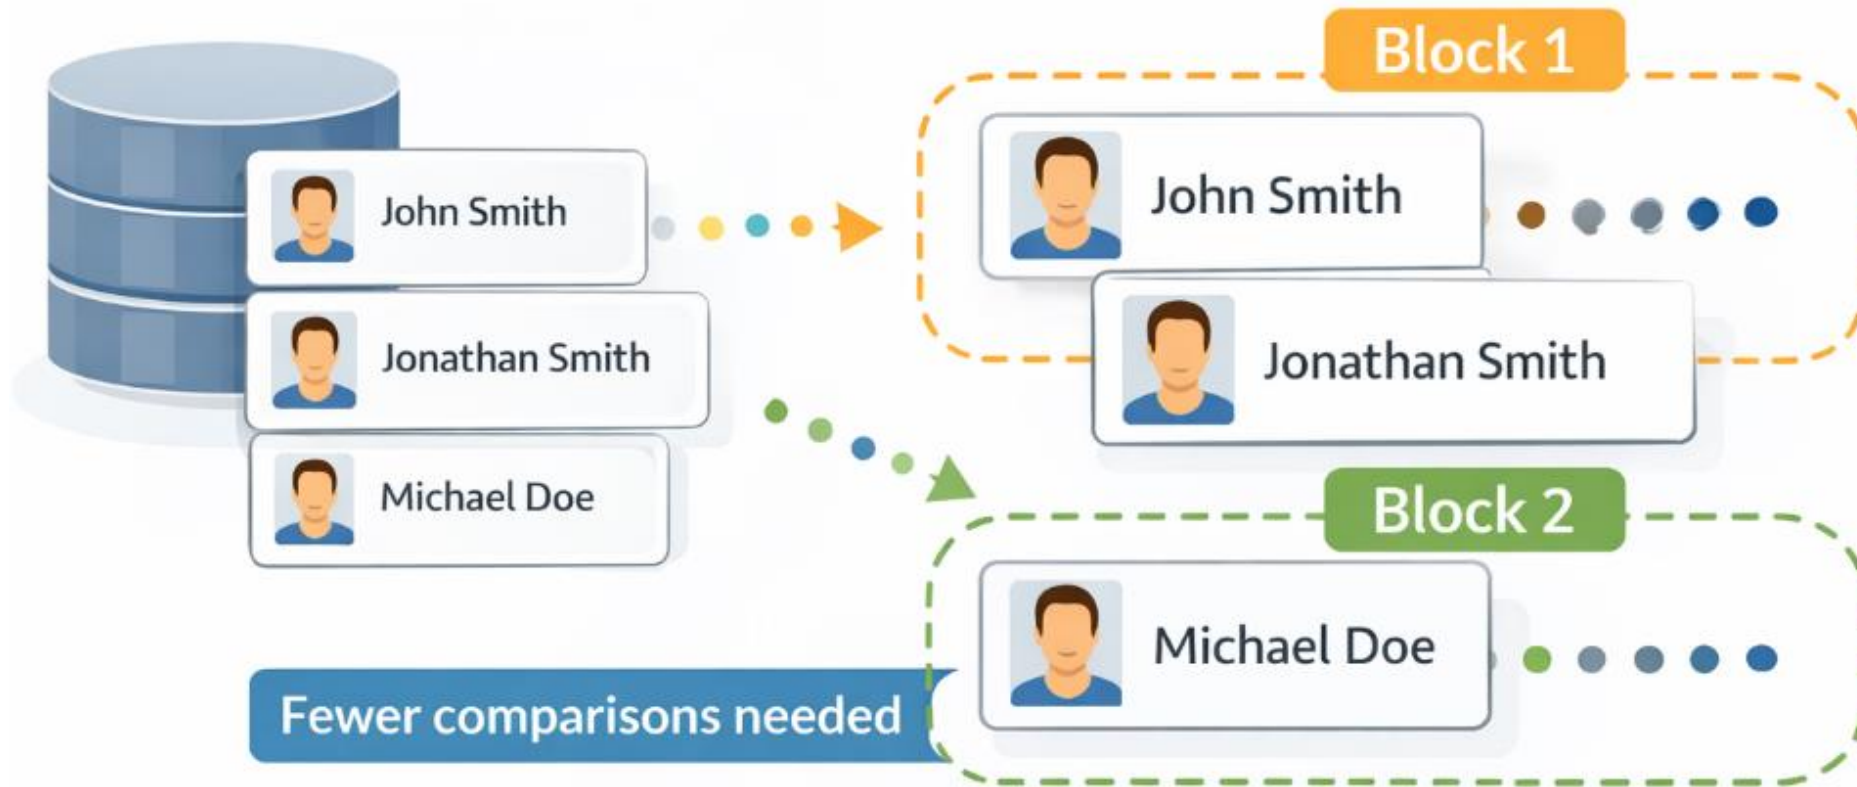 John Smith
Jonathan Smith
Michael Doe
Block 1
John Smith
Jonathan Smith
Block 2
Michael Doe
Fewer comparisons needed